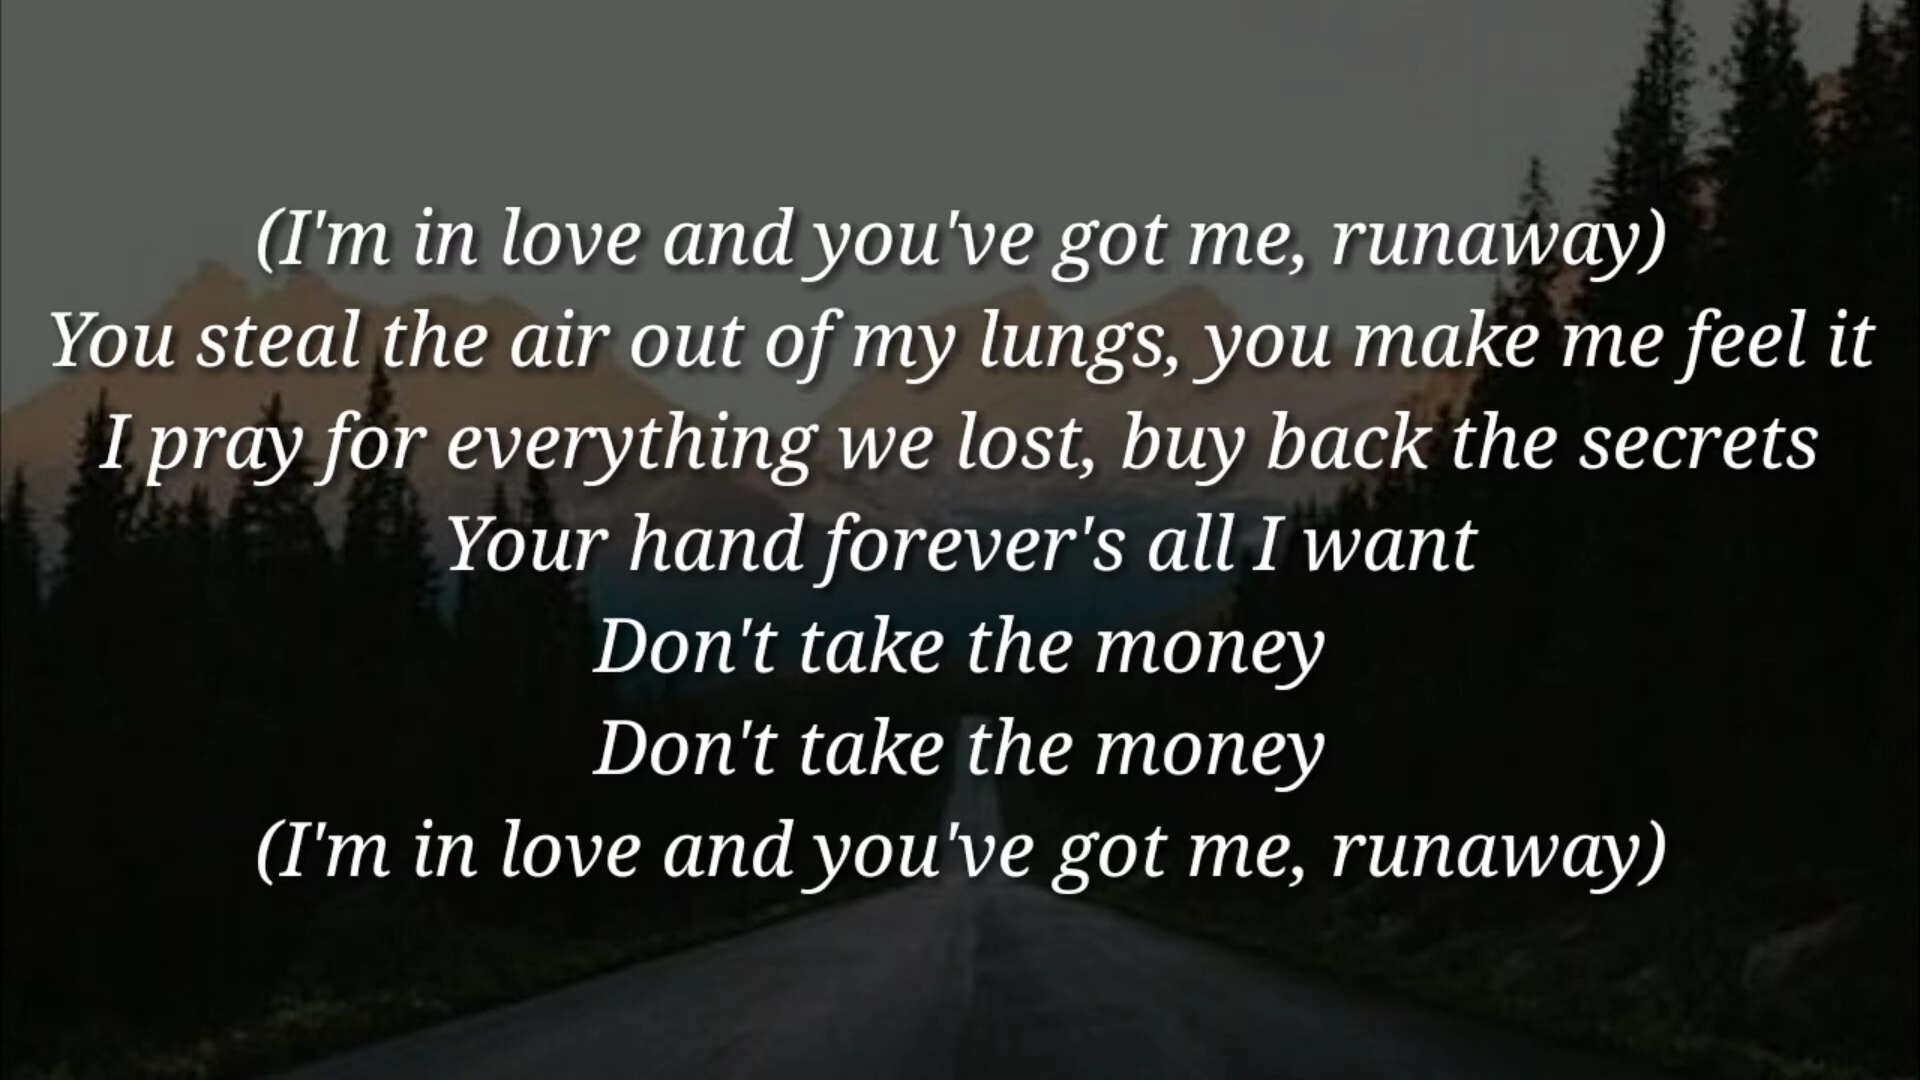 (I'm in love and you've got me, runaway)
You steal the air out of my lungs, you make me feel it
I pray for everything we lost, buy back the secrets
Your hand forever's all I want
Don't take the money
Don't take the money
(I'm in love and you've got me, runaway)